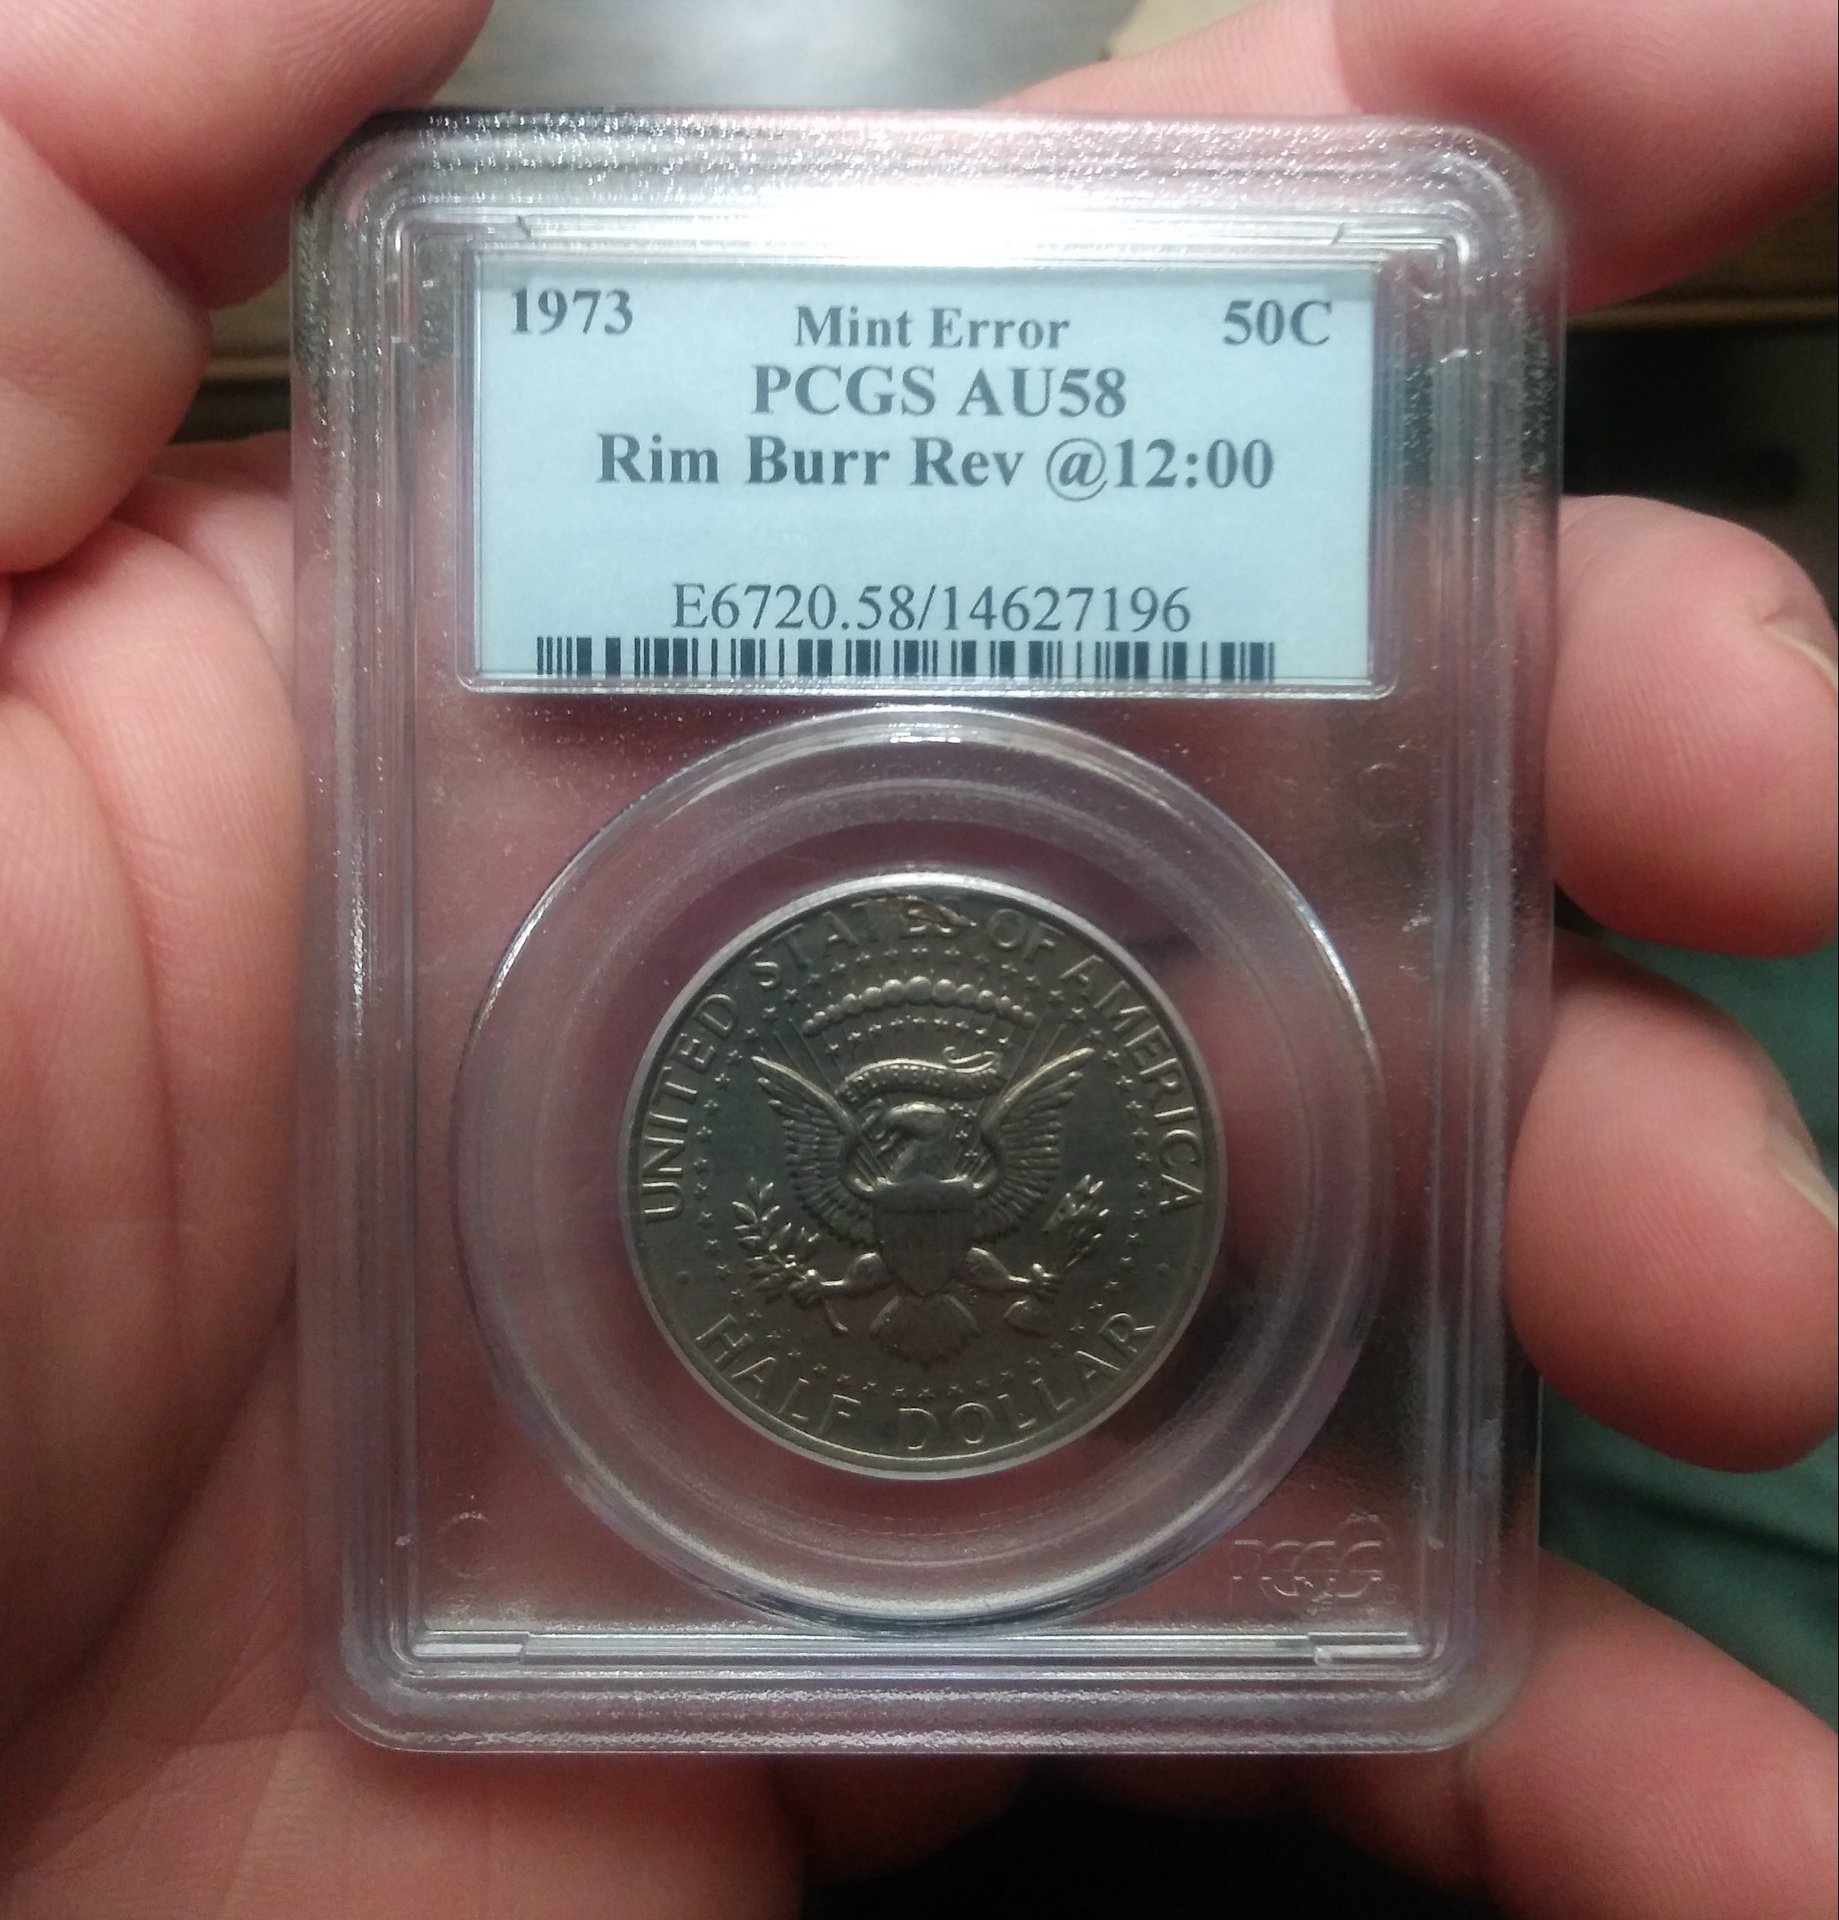 1973 Mint Error 50C
PCGS AU58
Rim Burr Rev @12:00
E6720.58/14627196
UNITED STATES OF AMERICA
HALF DOLLAR
PCGS